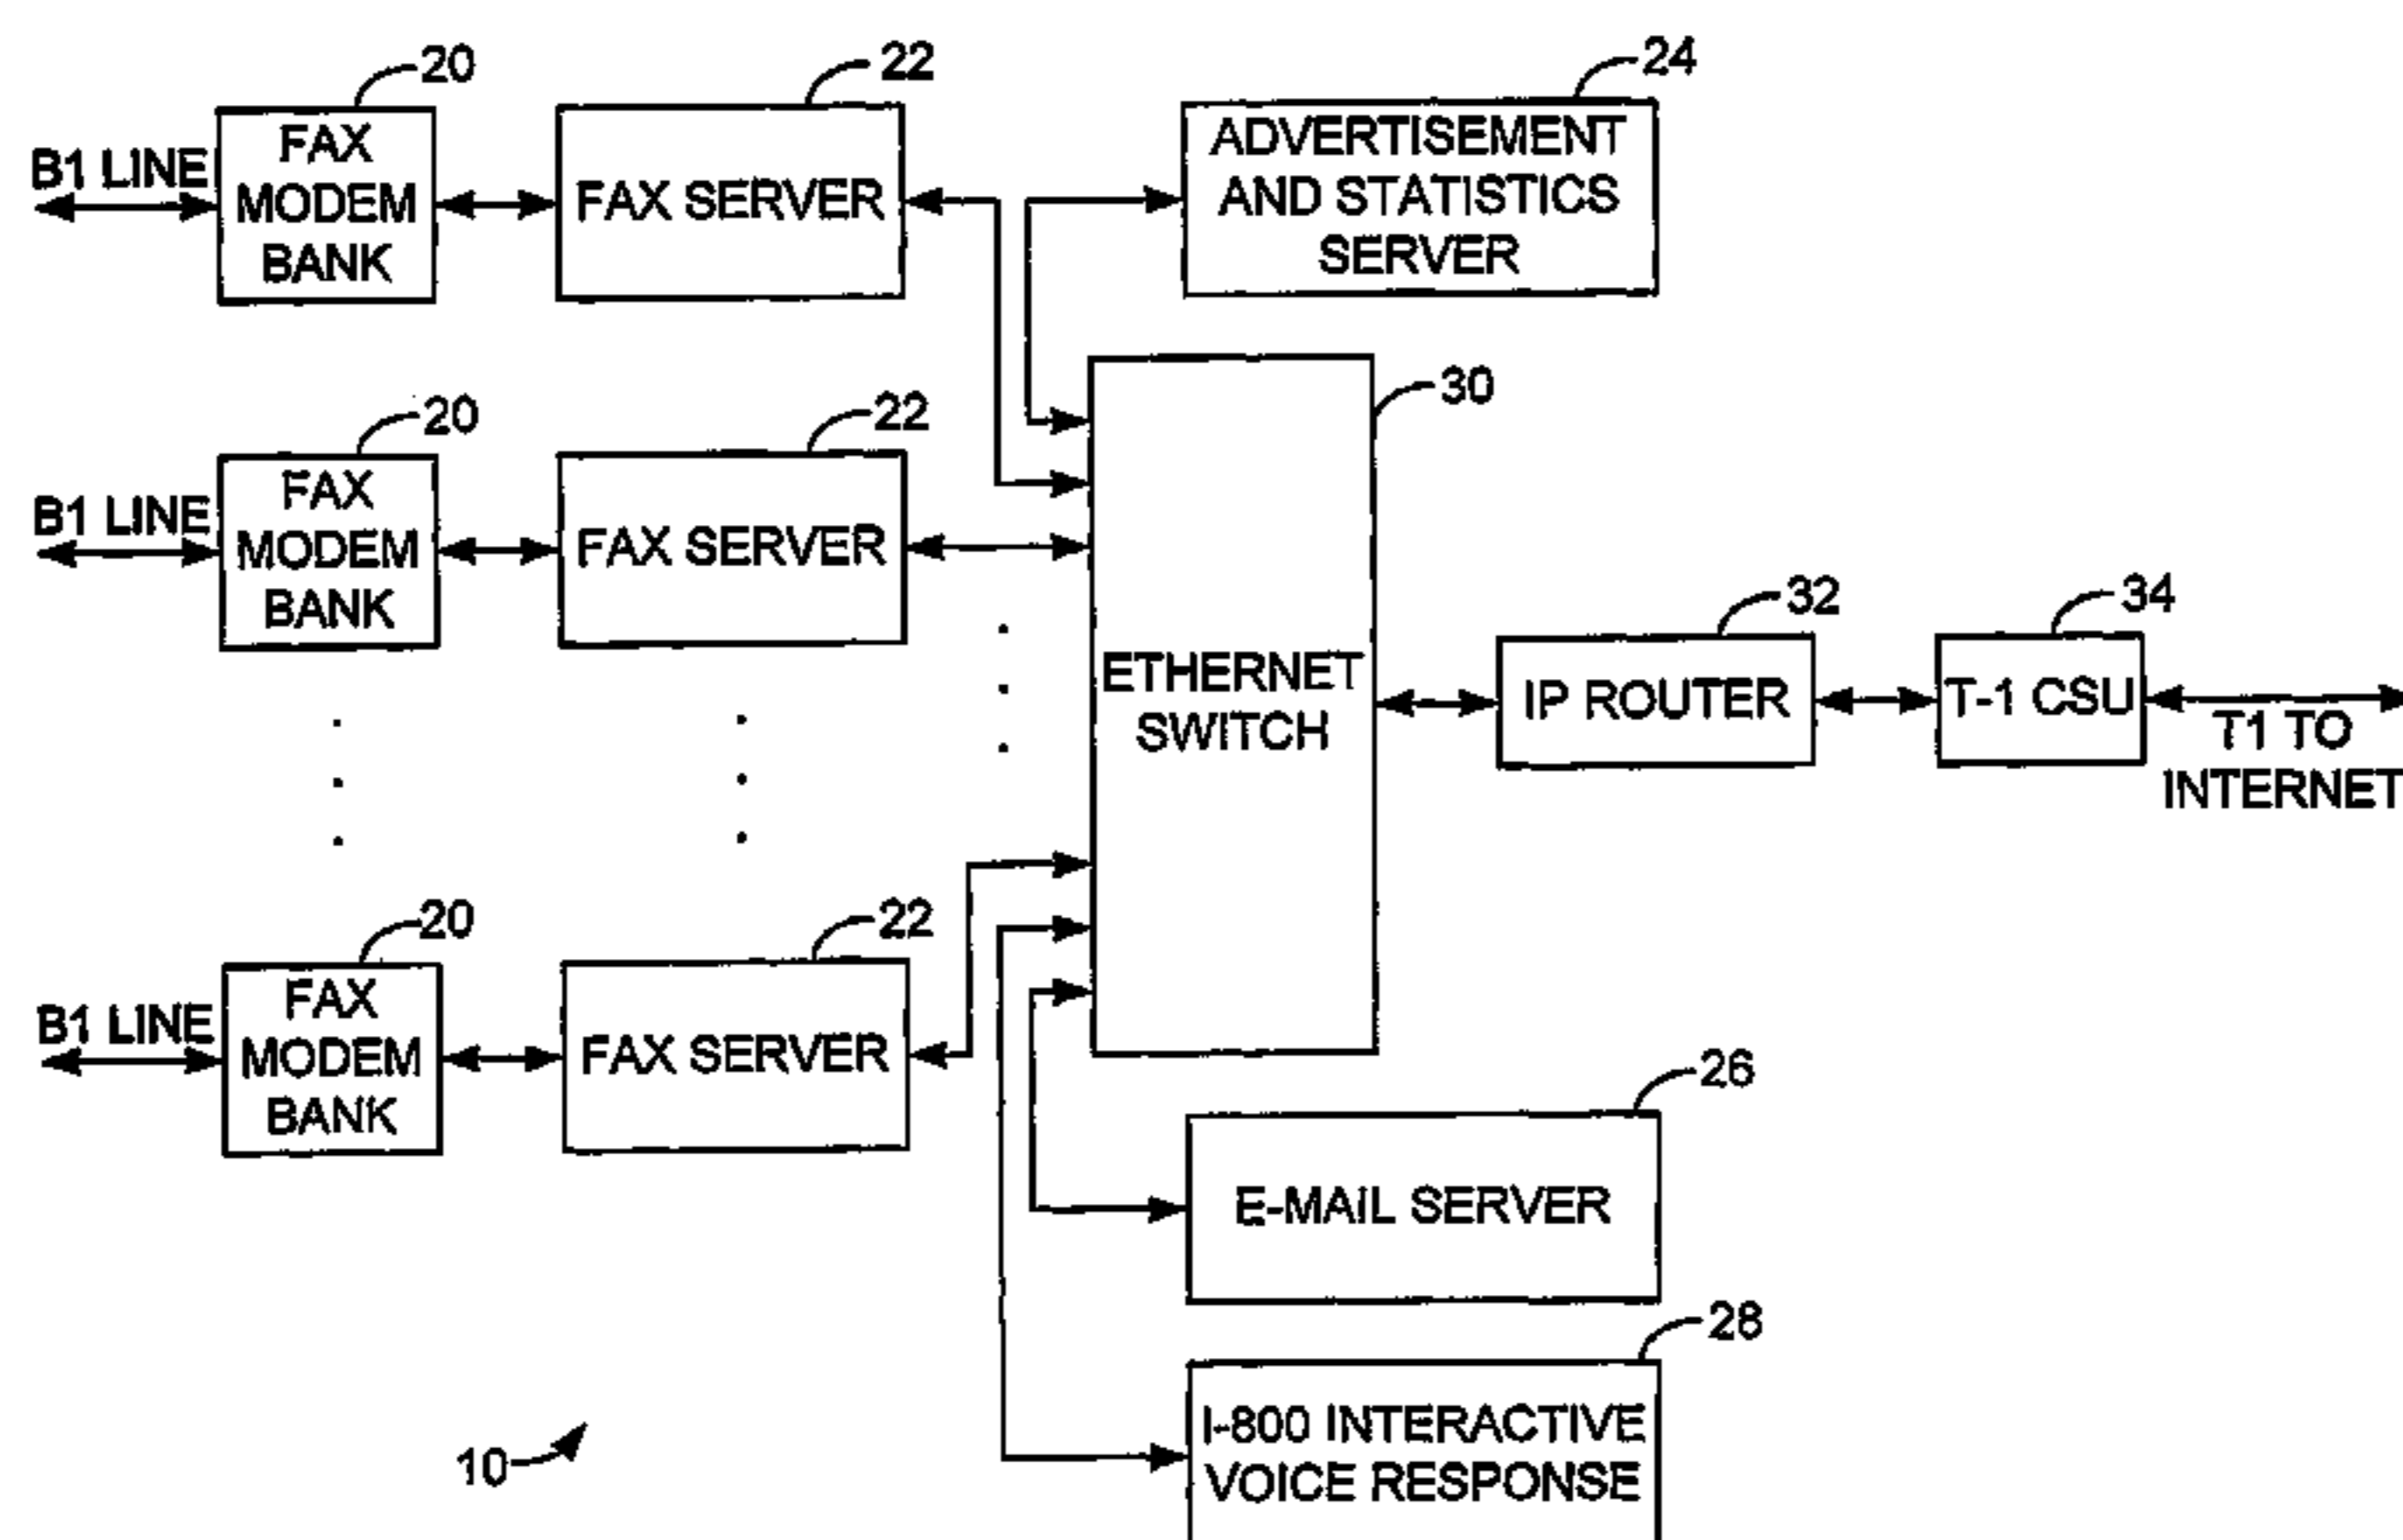 20
22
24
B1 LINE
FAX
MODEM
BANK
FAX SERVER
ADVERTISEMENT
AND STATISTICS
SERVER
30
20
22
B1 LINE
FAX
MODEM
BANK
FAX SERVER
ETHERNET
SWITCH
32
34
IP ROUTER
T-1 CSU
T1 TO
INTERNET
20
22
B1 LINE
FAX
MODEM
BANK
FAX SERVER
26
E-MAIL SERVER
28
I-800 INTERACTIVE
VOICE RESPONSE
10